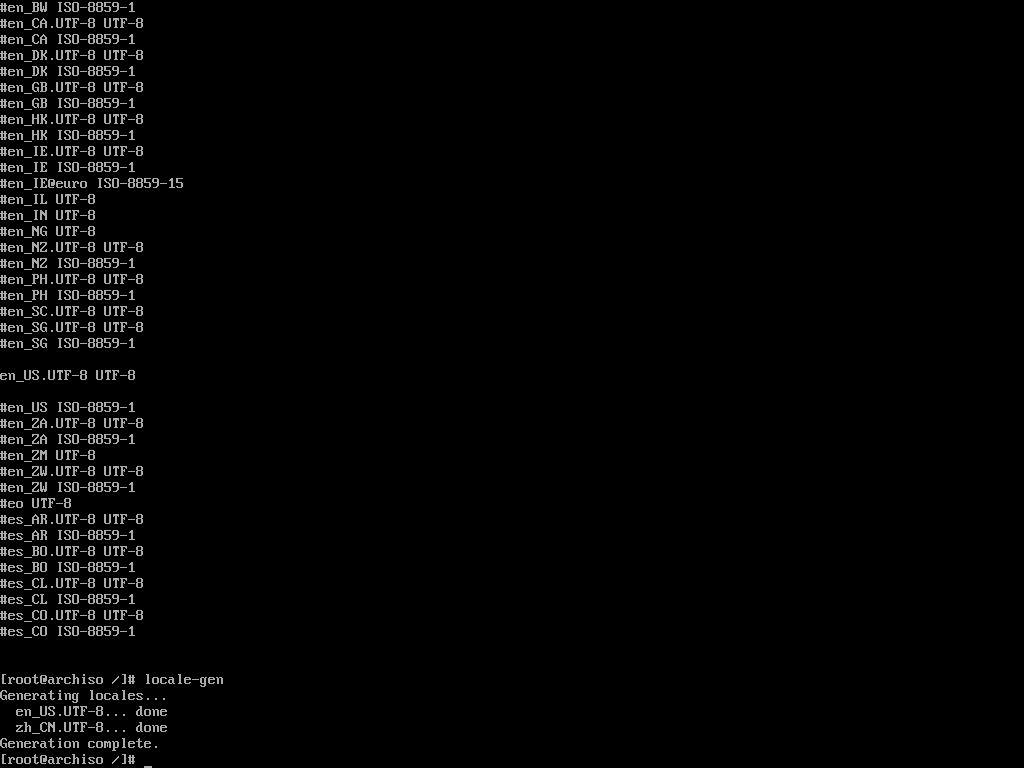 #en_BW ISO-8859-1
#en_CA.UTF-8 UTF-8
#en_CA ISO-8859-1
#en_DK.UTF-8 UTF-8
#en_DK ISO-8859-1
#en_GB.UTF-8 UTF-8
#en_GB ISO-8859-1
#en_HK.UTF-8 UTF-8
#en_HK ISO-8859-1
#en_IE.UTF-8 UTF-8
#en_IE ISO-8859-1
#en_IE@euro ISO-8859-15
#en_IL UTF-8
#en_IN UTF-8
#en_NG UTF-8
#en_NZ.UTF-8 UTF-8
#en_NZ ISO-8859-1
#en_PH.UTF-8 UTF-8
#en_PH ISO-8859-1
#en_SC.UTF-8 UTF-8
#en_SG.UTF-8 UTF-8
#en_SG ISO-8859-1
en_US.UTF-8 UTF-8
#en_US ISO-8859-1
#en_ZA.UTF-8 UTF-8
#en_ZA ISO-8859-1
#en_ZM UTF-8
#en_ZW.UTF-8 UTF-8
#en_ZW ISO-8859-1
#eo UTF-8
#es_AR.UTF-8 UTF-8
#es_AR ISO-8859-1
#es_BO.UTF-8 UTF-8
#es_BO ISO-8859-1
#es_CL.UTF-8 UTF-8
#es_CL ISO-8859-1
#es_CO.UTF-8 UTF-8
#es_CO ISO-8859-1
[root@archiso /]# locale-gen
Generating locales...
  en_US.UTF-8... done
  zh_CN.UTF-8... done
Generation complete.
[root@archiso /]# _